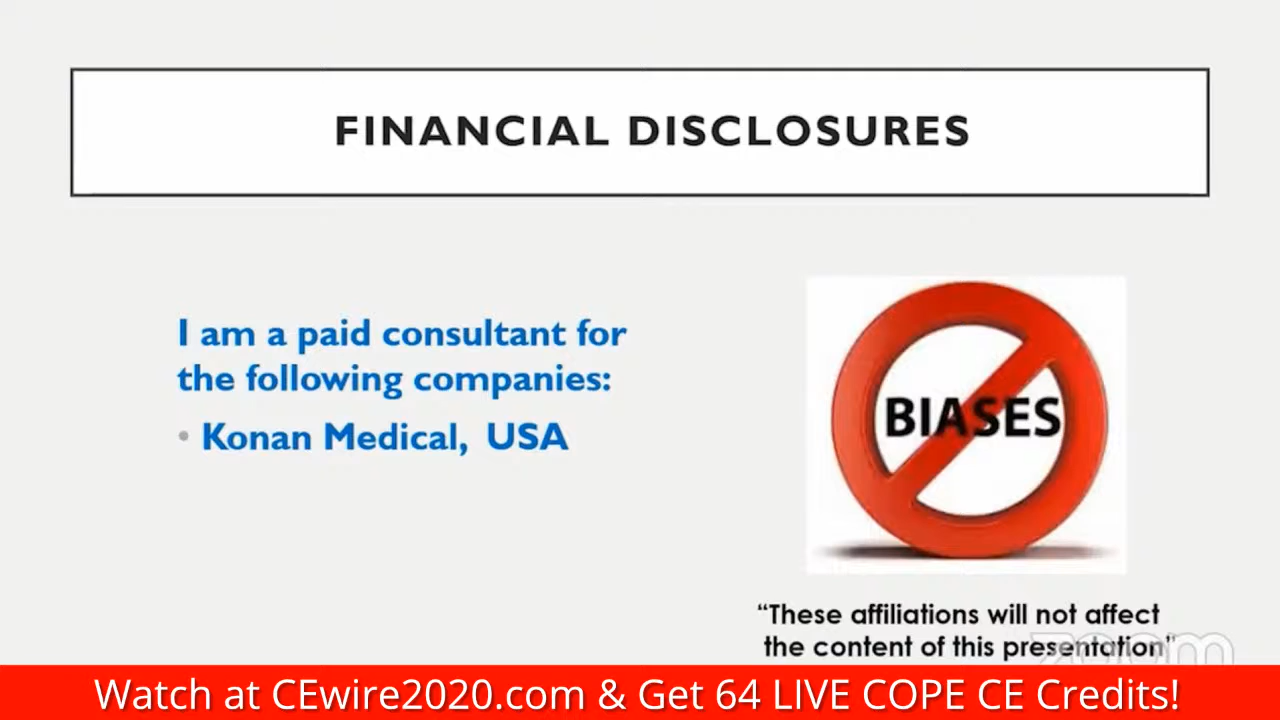 FINANCIAL DISCLOSURES
I am a paid consultant for
the following companies:
• Konan Medical, USA
BIASES
“These affiliations will not affect
the content of this presentation”
zoom
Watch at CEwire2020.com & Get 64 LIVE COPE CE Credits!